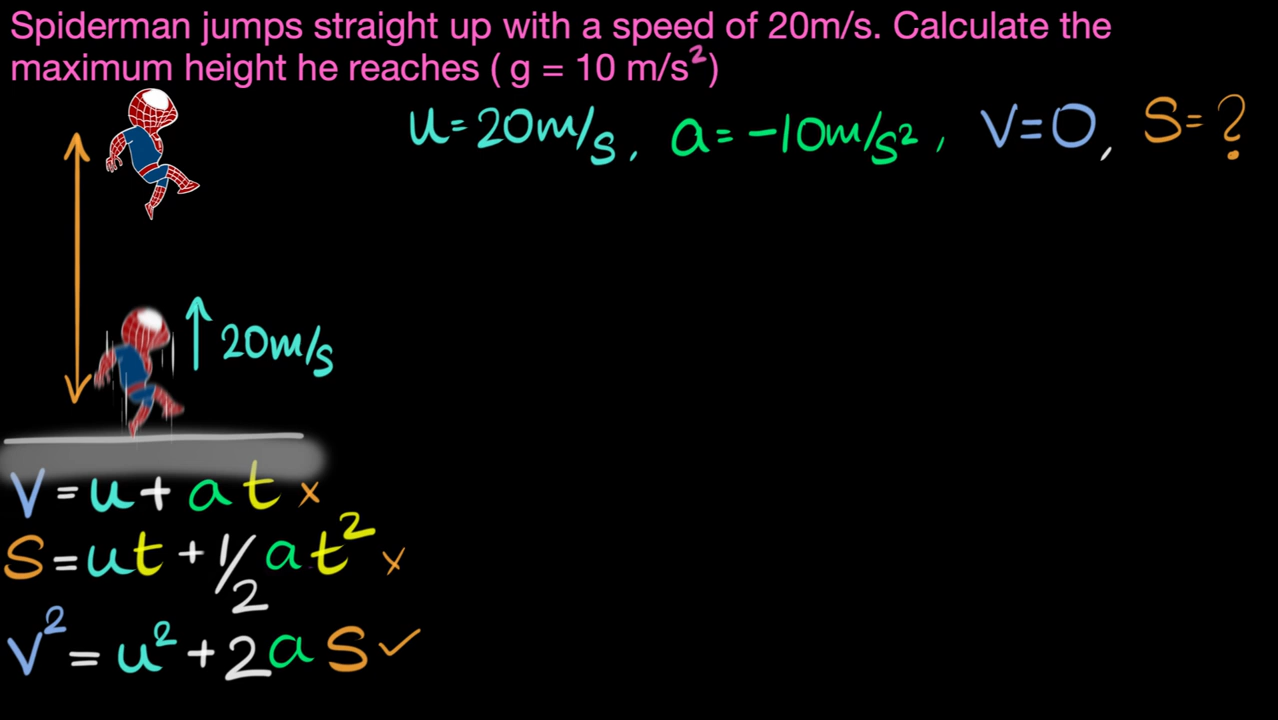 Spiderman jumps straight up with a speed of 20m/s. Calculate the
maximum height he reaches ( g = 10 m/s²)
u=20m/s, a=-10m/s², V=0, S=?
20m/s
V=u+at ×
S=ut+1/2at² ×
V²=u²+2aS✓